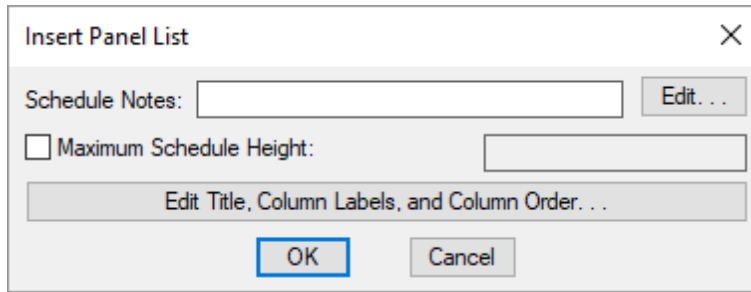 Insert Panel List
Schedule Notes: Edit. . .
Maximum Schedule Height:
Edit Title, Column Labels, and Column Order. . .
OK Cancel